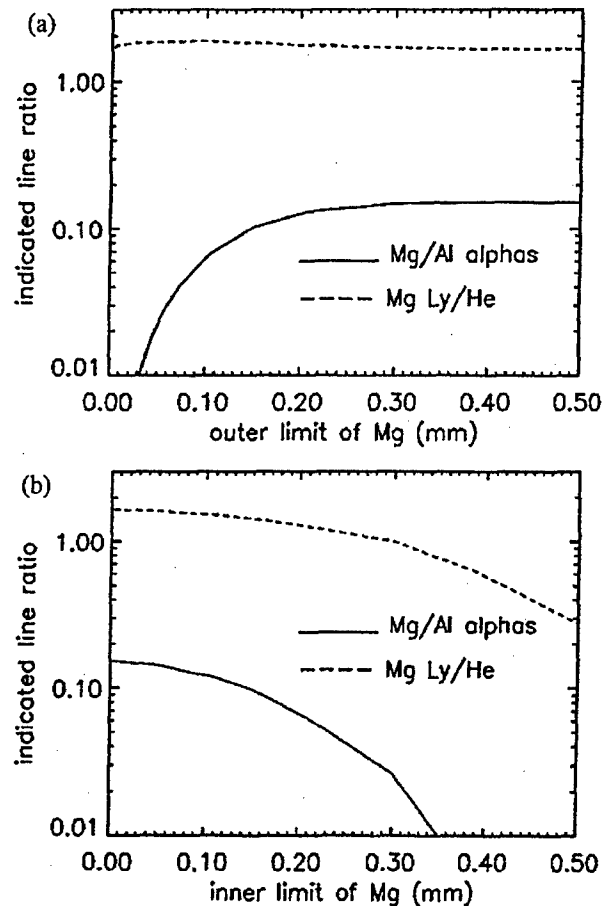 (a)
indicated line ratio
1.00
0.10
0.01
Mg/Al alphas
Mg Ly/He
0.00 0.10 0.20 0.30 0.40 0.50
outer limit of Mg (mm)
(b)
indicated line ratio
1.00
0.10
0.01
Mg/Al alphas
Mg Ly/He
0.00 0.10 0.20 0.30 0.40 0.50
inner limit of Mg (mm)